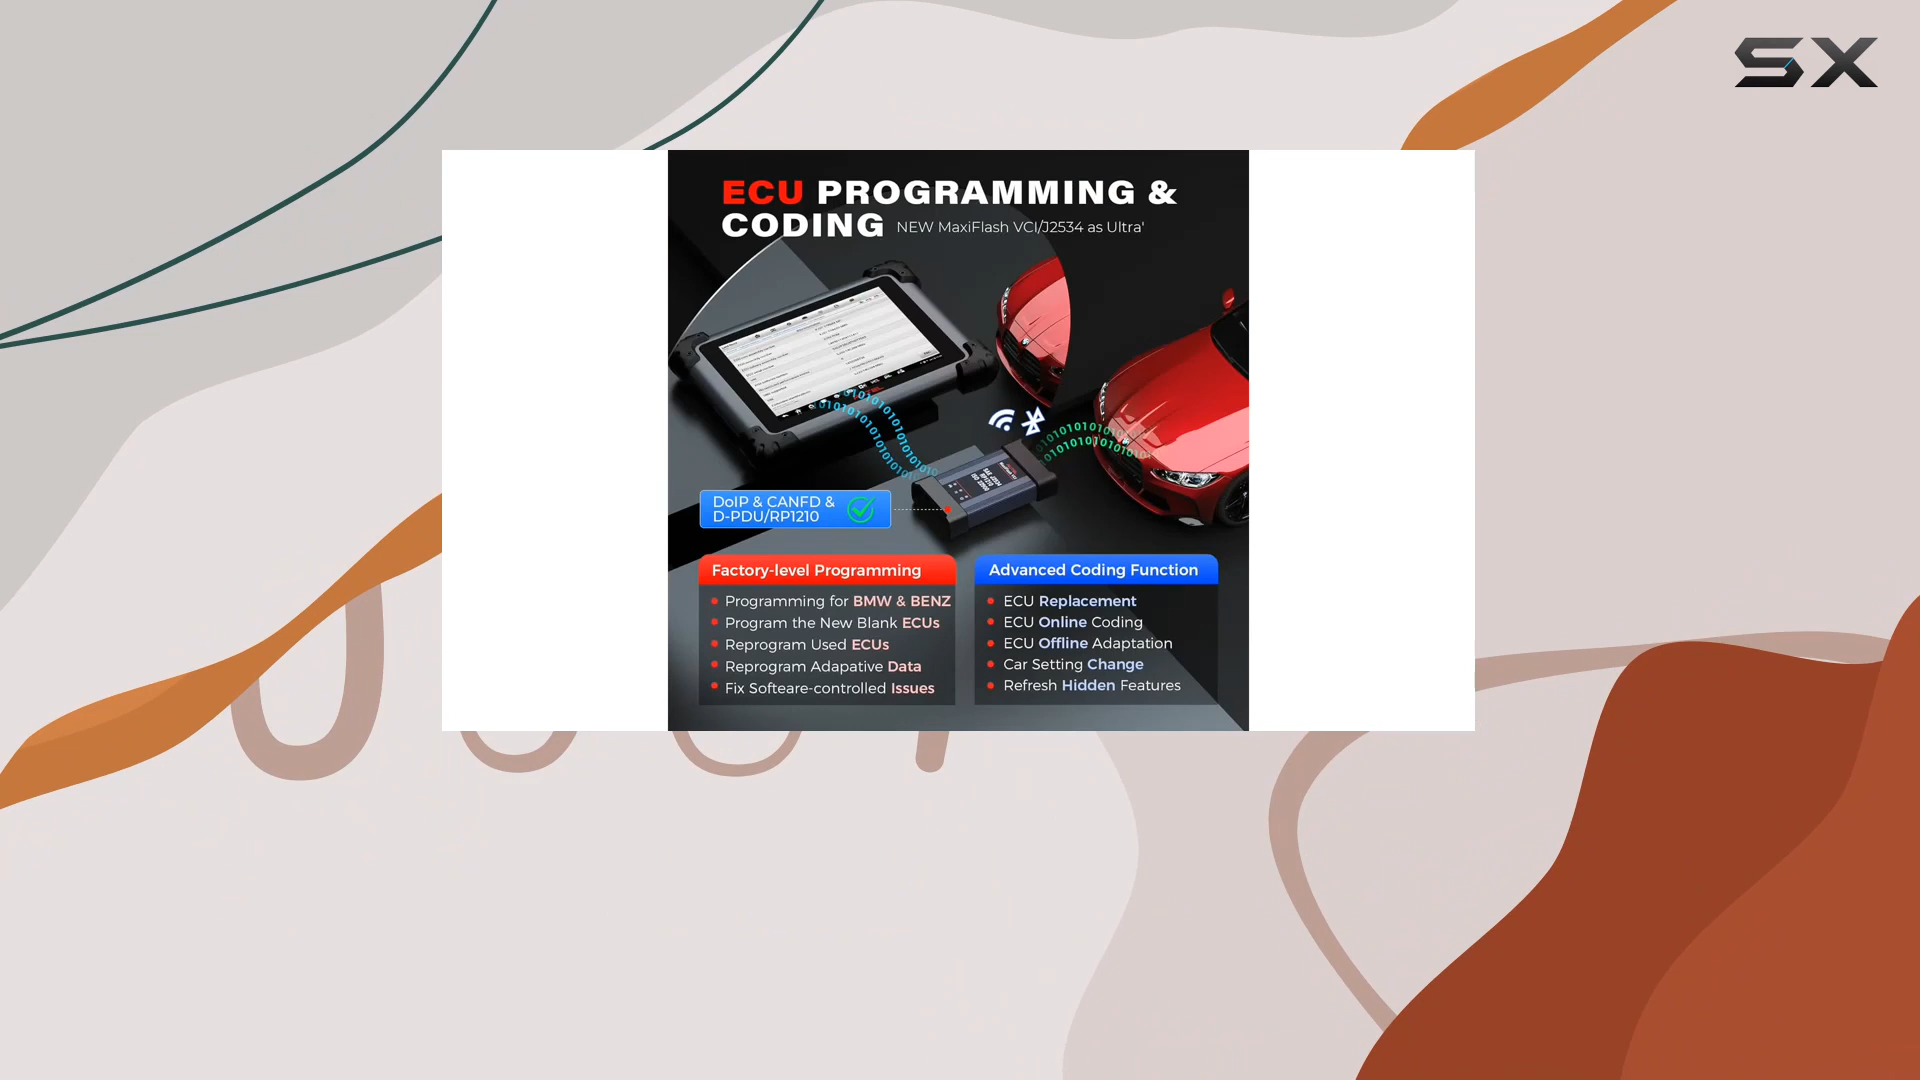 SX
ECU PROGRAMMING &
CODING NEW MaxiFlash VCI/J2534 as Ultra'
DoIP & CANFD &
D-PDU/RP1210
Factory-level Programming
Programming for BMW & BENZ
Program the New Blank ECUs
Reprogram Used ECUs
Reprogram Adapative Data
Fix Softeare-controlled Issues
Advanced Coding Function
ECU Replacement
ECU Online Coding
ECU Offline Adaptation
Car Setting Change
Refresh Hidden Features